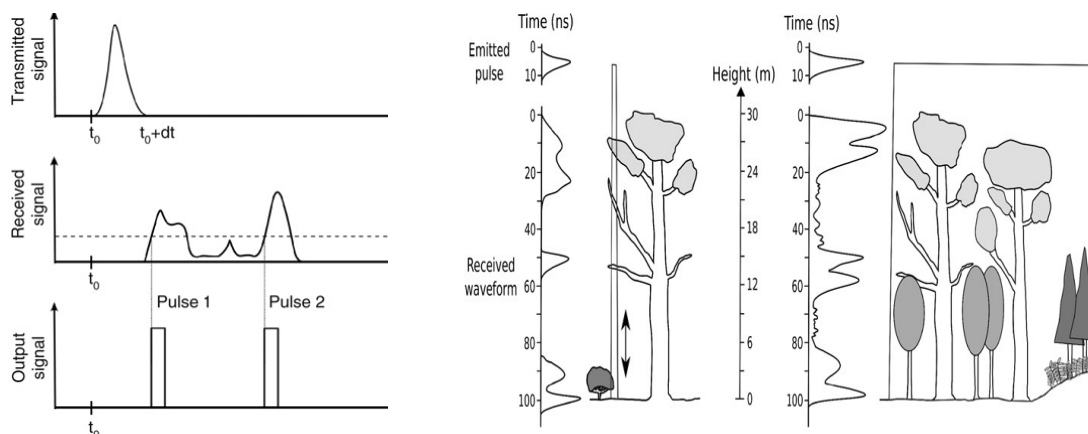 Transmitted
signal
t₀
t₀+dt
Received
signal
t₀
Pulse 1
Pulse 2
Output
signal
t₀
Time (ns)
Emitted
pulse
0
10
0
20
40
Received
waveform
60
80
100
Height (m)
30
24
18
12
6
0
Time (ns)
0
10
0
20
40
60
80
100